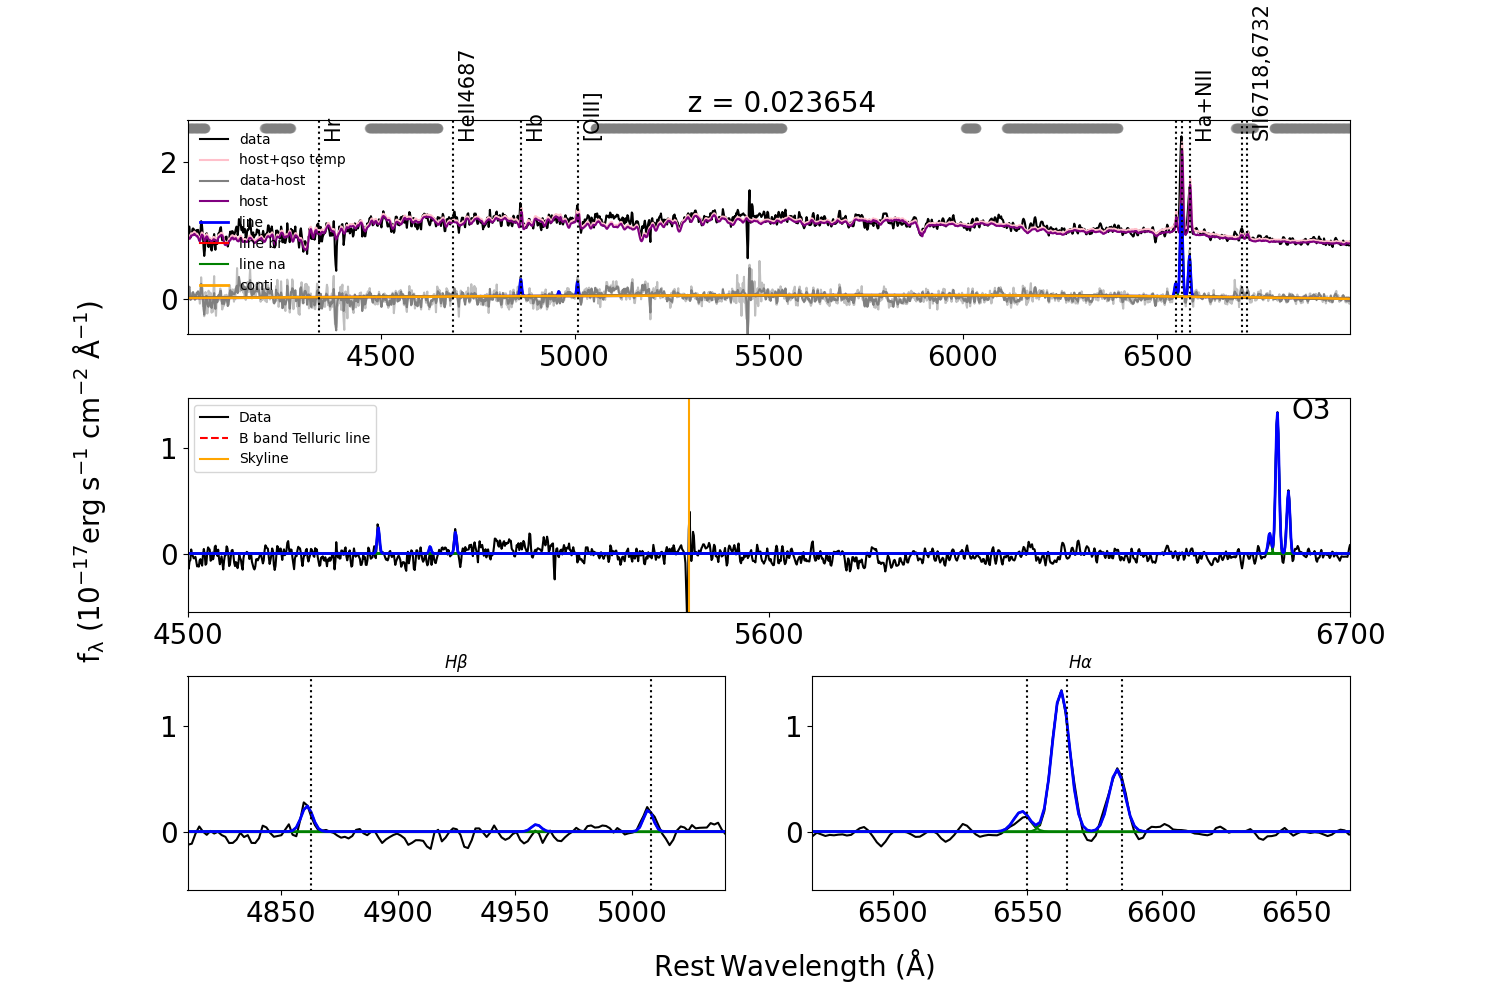 z = 0.023654
Hr
HeII4687
Hb
[OIII]
Ha+NII
SII6718,6732
data
host+qso temp
data-host
host
line
line b
line na
conti
2
0
4500 5000 5500 6000 6500
Data
B band Telluric line
Skyline
O3
1
0
4500 5600 6700
Hβ
1
0
4850 4900 4950 5000
Hα
1
0
6500 6550 6600 6650
fλ (10⁻¹⁷erg s⁻¹ cm⁻² Å⁻¹)
Rest Wavelength (Å)